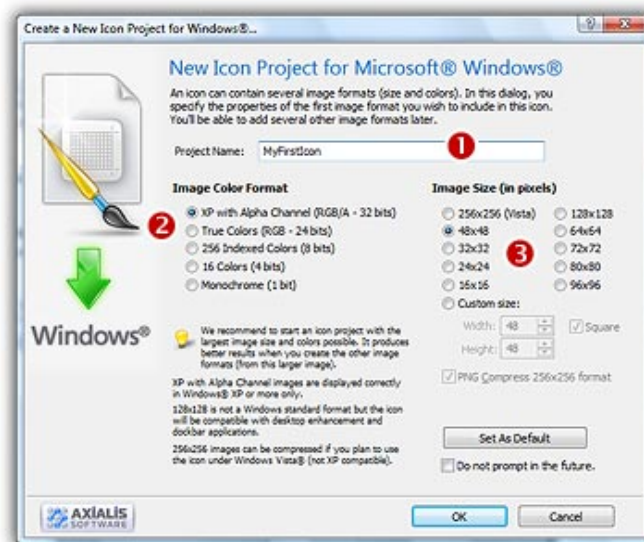 Create a New Icon Project for Windows®...
New Icon Project for Microsoft® Windows®
An icon can contain several image formats (size and colors). In this dialog, you
specify the properties of the first image format you wish to include in this icon.
You'll be able to add several other image formats later.
Project Name: MyFirstIcon 1
Image Color Format
2
XP with Alpha Channel (RGB/A - 32 bits)
True Colors (RGB - 24 bits)
256 Indexed Colors (8 bits)
16 Colors (4 bits)
Monochrome (1 bit)
Image Size (in pixels)
256x256 (Vista) 128x128
48x48 64x64
32x32 3 72x72
24x24 80x80
16x16 96x96
Custom size:
Width: 48 Square
Height: 48
PNG Compress 256x256 format
Windows®
We recommend to start an icon project with the
largest image size and colors possible. It produces
better results when you create the other image
formats (from this larger image).
XP with Alpha Channel images are displayed correctly
in Windows® XP or more only.
128x128 is not a Windows standard format but the icon
will be compatible with desktop enhancement and
dockbar applications.
256x256 images can be compressed if you plan to use
the icon under Windows Vista® (not XP compatible).
Set As Default
Do not prompt in the future.
AXIALIS
SOFTWARE
OK Cancel